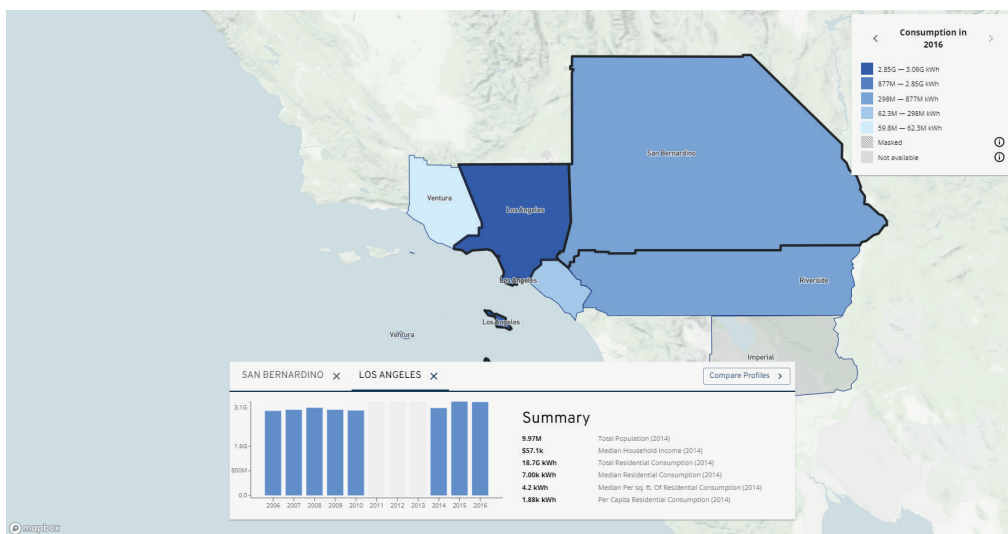 Consumption in
2016
2.85G — 3.06G kWh
877M — 2.85G kWh
298M — 877M kWh
62.3M — 298M kWh
59.8M — 62.3M kWh
Masked
Not available
San Bernardino
Ventura
Los Angeles
Los Angeles
Riverside
Los Angeles
Ventura
Imperial
SAN BERNARDINO ×
LOS ANGELES ×
Compare Profiles >
3.1G
1.6G
800M
0.0
2006 2007 2008 2009 2010 2011 2012 2013 2014 2015 2016
Summary
9.97M Total Population (2014)
$57.1k Median Household Income (2014)
18.7G kWh Total Residential Consumption (2014)
7.00k kWh Median Residential Consumption (2014)
4.2 kWh Median Per sq. ft. Of Residential Consumption (2014)
1.88k kWh Per Capita Residential Consumption (2014)
mapbox